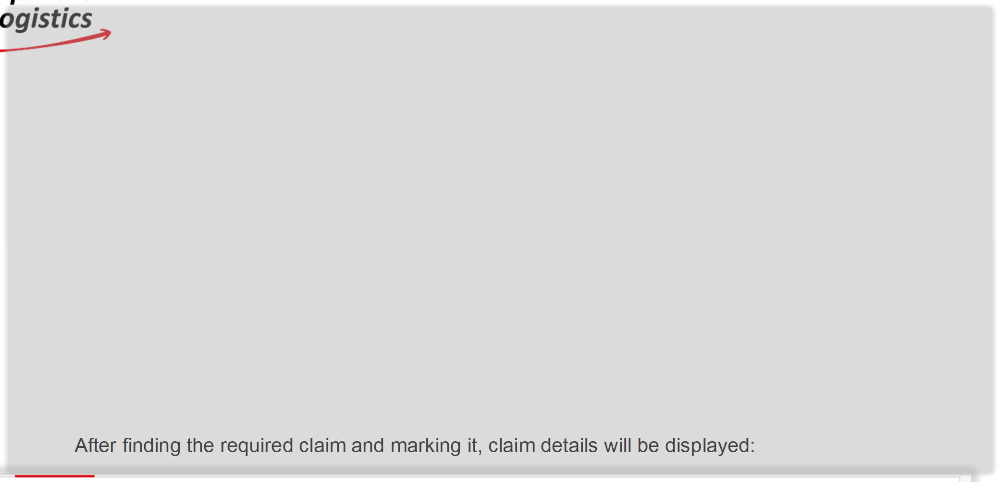 ogistics
After finding the required claim and marking it, claim details will be displayed: